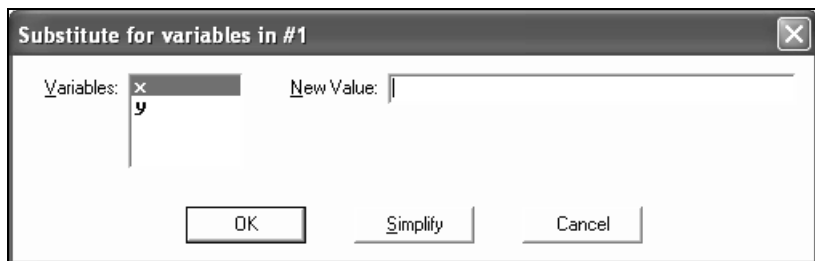 Substitute for variables in #1
Variables: x New Value:
y
OK Simplify Cancel